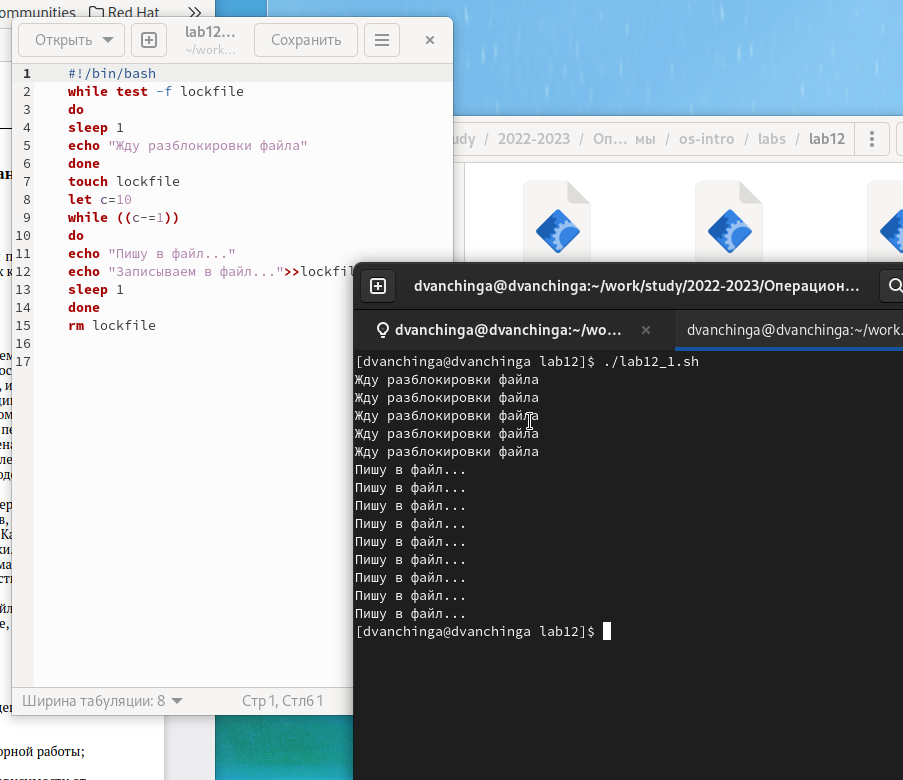 ommunities Red Hat
Открыть
lab12...
~/work...
Сохранить
1 #!/bin/bash
2 while test -f lockfile
3 do
4 sleep 1
5 echo "Жду разблокировки файла"
6 done
7 touch lockfile
8 let c=10
9 while ((c-=1))
10 do
11 echo "Пишу в файл..."
12 echo "Записываем в файл...">>lockfil
13 sleep 1
14 done
15 rm lockfile
16
17
Ширина табуляции: 8 Стр 1, Стлб 1
udy / 2022-2023 / Оп... мы / os-intro / labs / lab12
dvanchinga@dvanchinga:~/work/study/2022-2023/Операцион...
dvanchinga@dvanchinga:~/wo... dvanchinga@dvanchinga:~/work.
[dvanchinga@dvanchinga lab12]$ ./lab12_1.sh
Жду разблокировки файла
Жду разблокировки файла
Жду разблокировки файла
Жду разблокировки файла
Жду разблокировки файла
Пишу в файл...
Пишу в файл...
Пишу в файл...
Пишу в файл...
Пишу в файл...
Пишу в файл...
Пишу в файл...
Пишу в файл...
Пишу в файл...
[dvanchinga@dvanchinga lab12]$
орной работы;